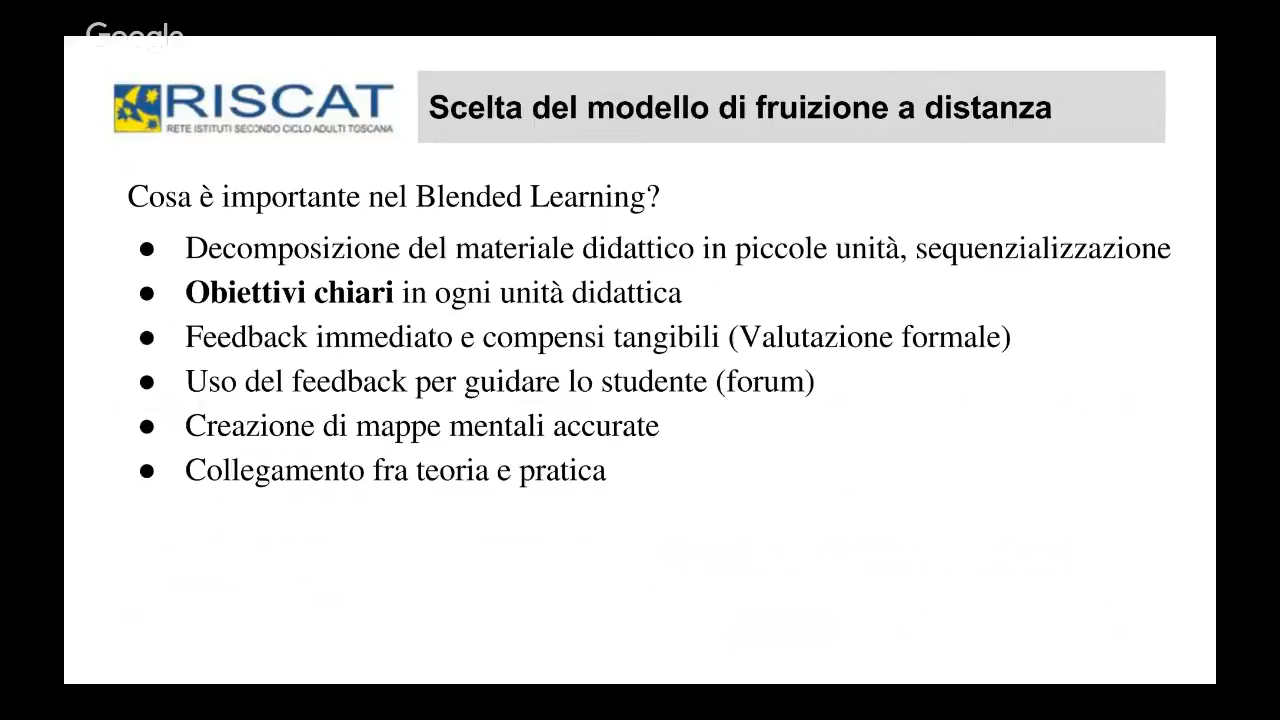 Google
RISCAT
RETE ISTITUTI SECONDO CICLO ADULTI TOSCANA
Scelta del modello di fruizione a distanza
Cosa è importante nel Blended Learning?
● Decomposizione del materiale didattico in piccole unità, sequenzializzazione
● Obiettivi chiari in ogni unità didattica
● Feedback immediato e compensi tangibili (Valutazione formale)
● Uso del feedback per guidare lo studente (forum)
● Creazione di mappe mentali accurate
● Collegamento fra teoria e pratica